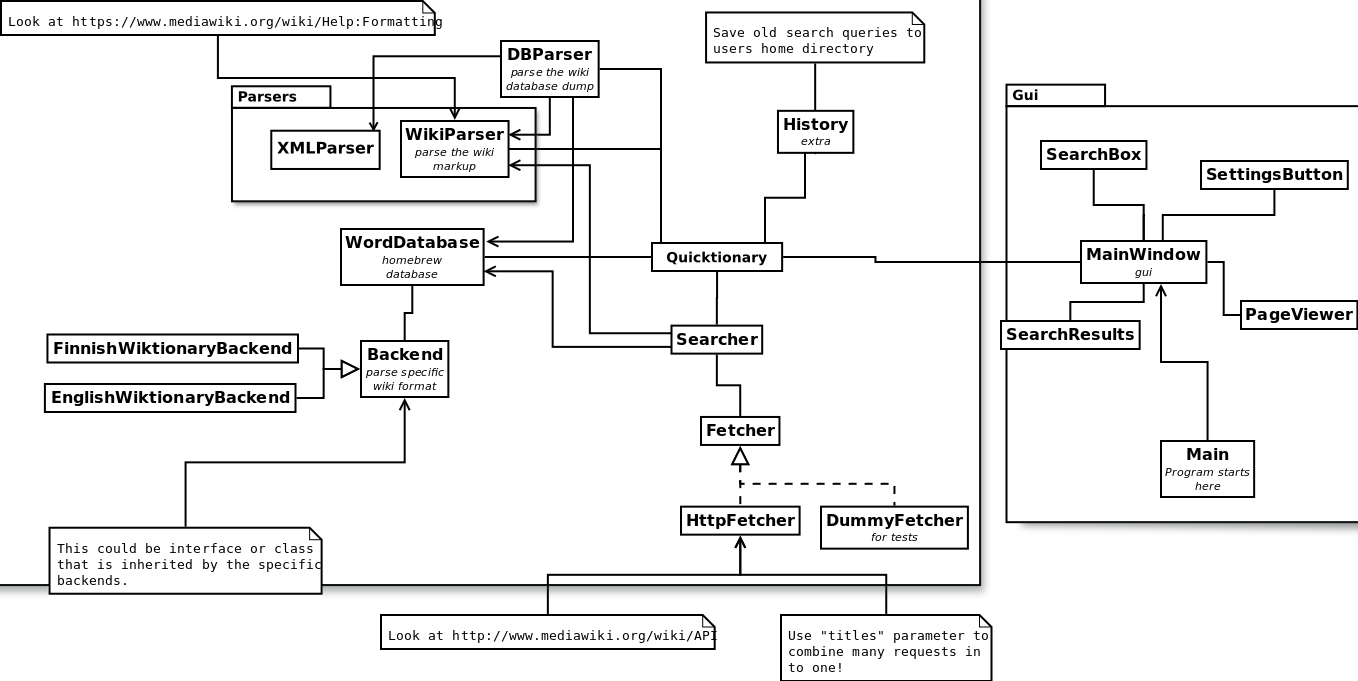 Look at https://www.mediawiki.org/wiki/Help:Formatting
Save old search queries to
users home directory
DBParser
parse the wiki
database dump
Parsers
Gui
XMLParser
WikiParser
parse the wiki
markup
History
extra
SearchBox
SettingsButton
WordDatabase
homebrew
database
Quicktionary
MainWindow
gui
PageViewer
SearchResults
Searcher
FinnishWiktionaryBackend
Backend
parse specific
wiki format
EnglishWiktionaryBackend
Fetcher
Main
Program starts
here
HttpFetcher
DummyFetcher
for tests
This could be interface or class
that is inherited by the specific
backends.
Look at http://www.mediawiki.org/wiki/API
Use "titles" parameter to
combine many requests in
to one!